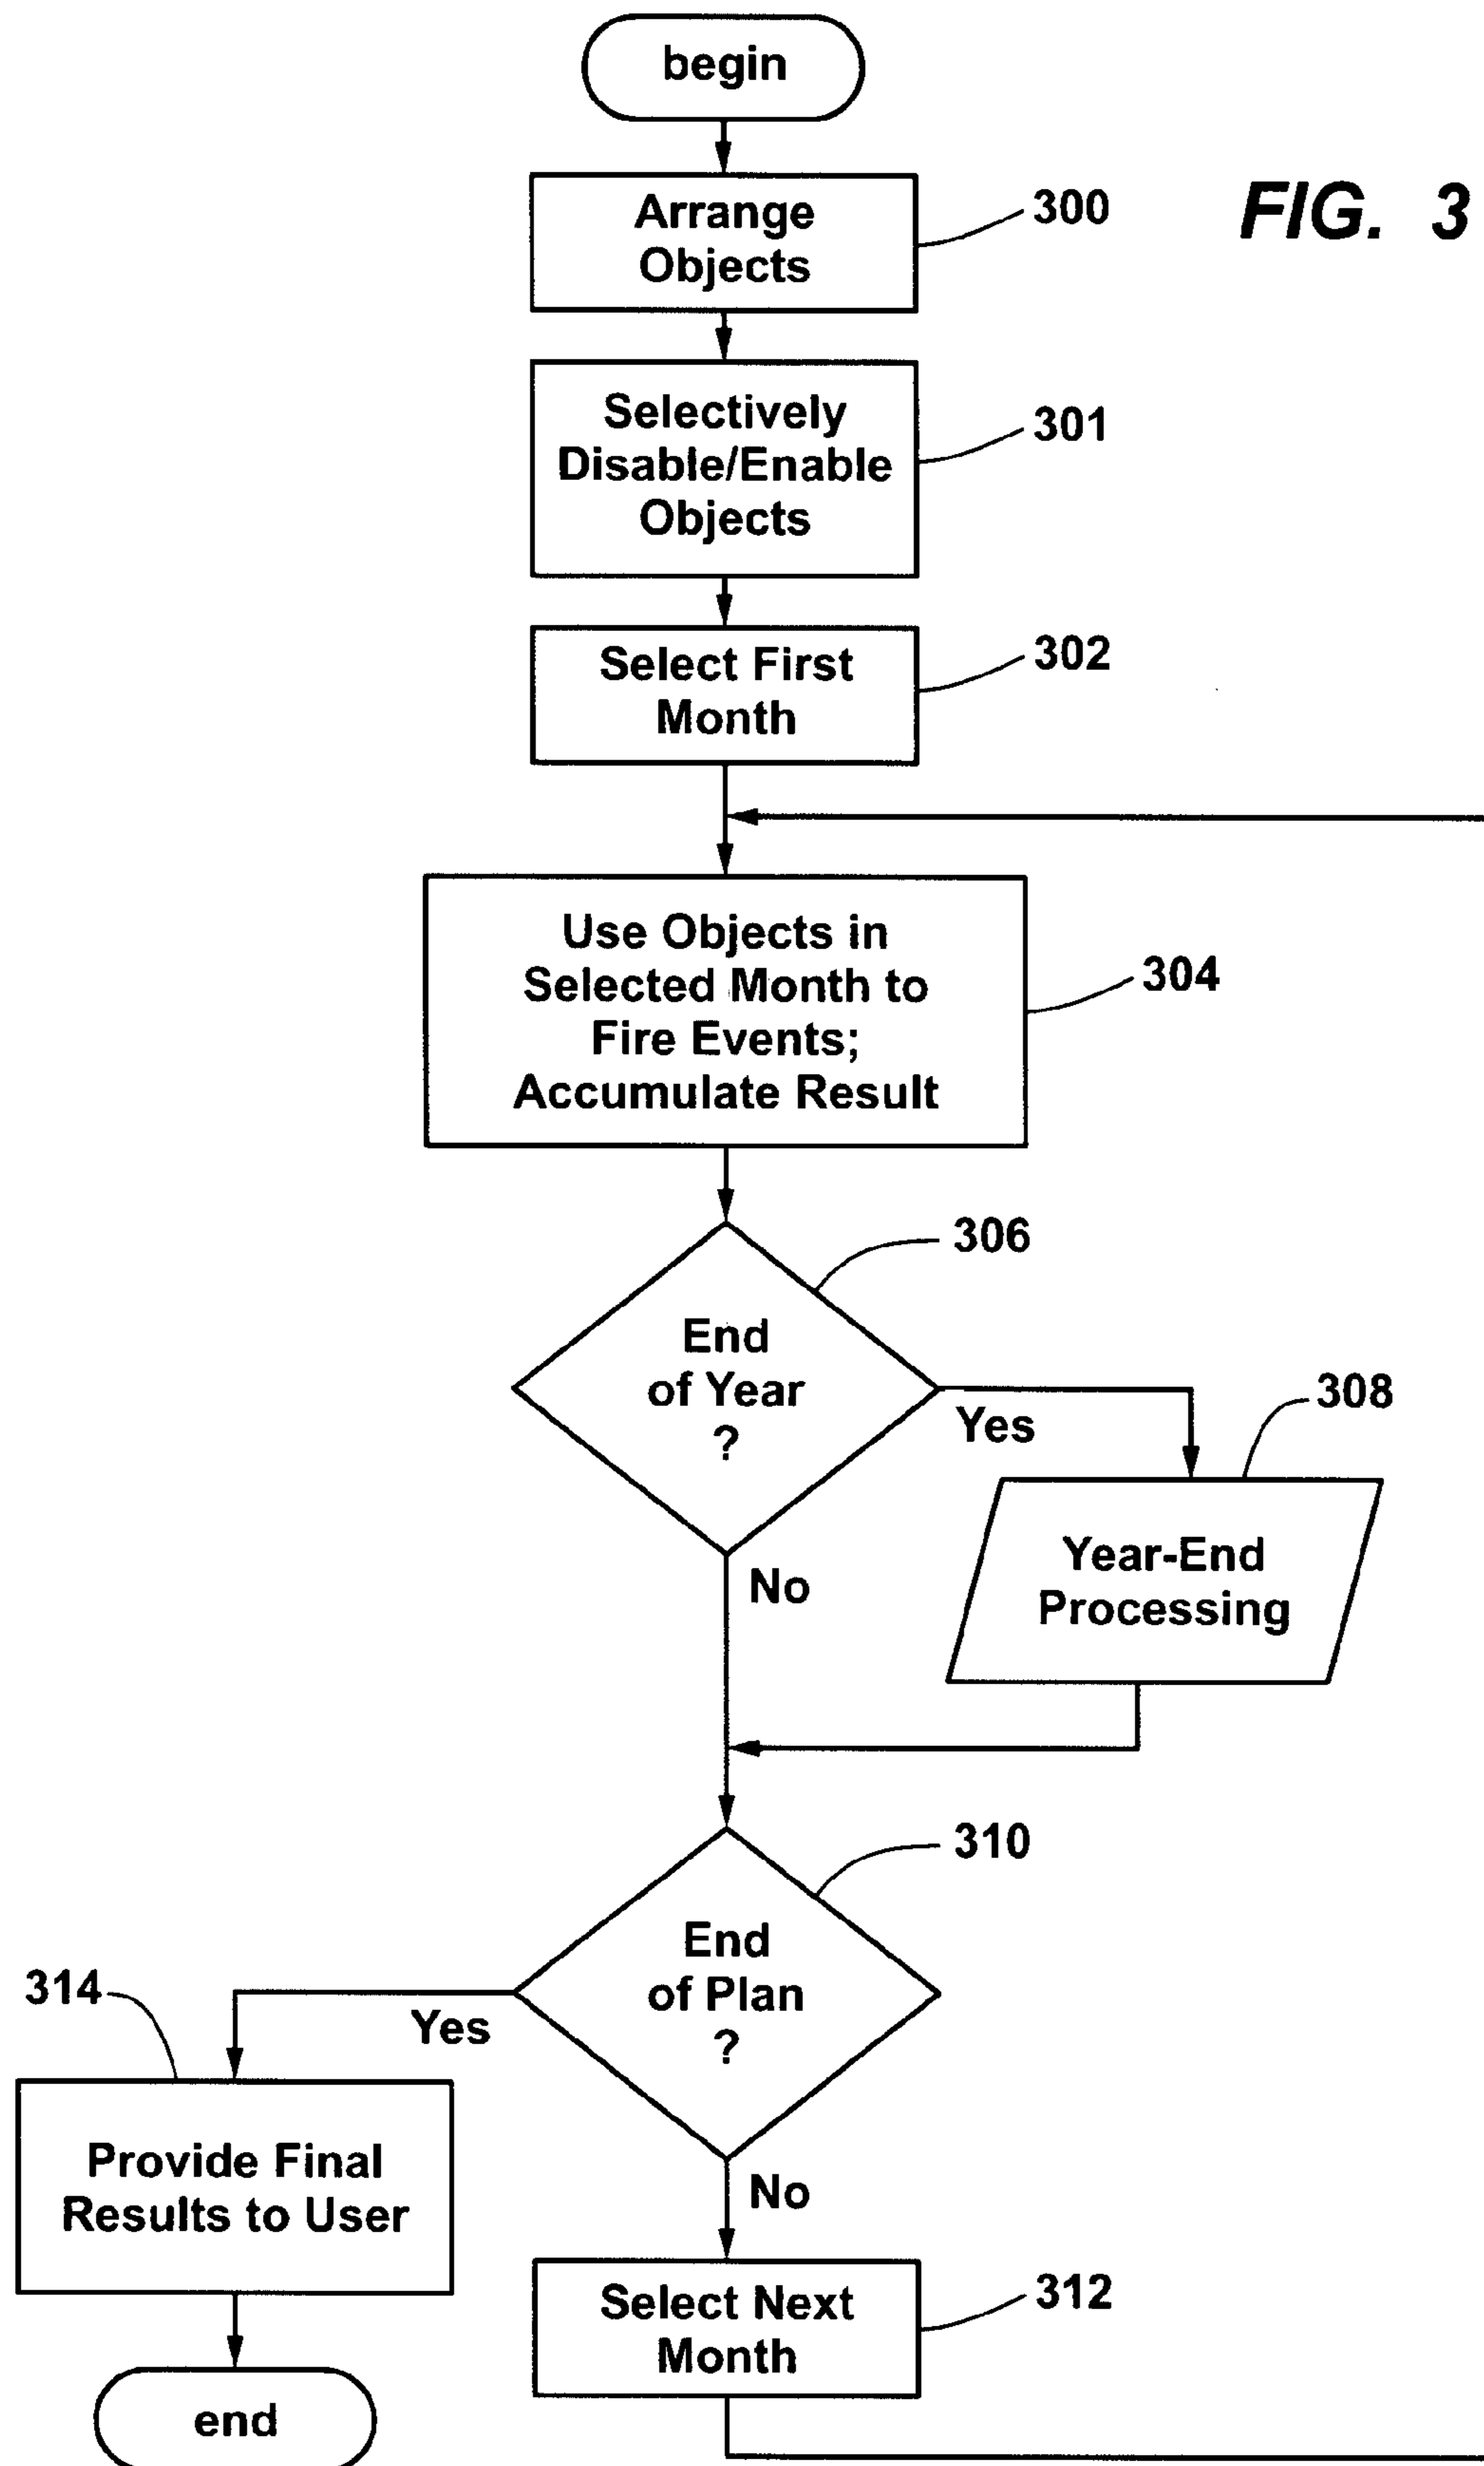 begin
Arrange
Objects
300
FIG. 3
Selectively
Disable/Enable
Objects
301
Select First
Month
302
Use Objects in
Selected Month to
Fire Events;
Accumulate Result
304
306
End
of Year
?
Yes
308
Year-End
Processing
No
310
End
of Plan
?
314
Yes
Provide Final
Results to User
No
Select Next
Month
312
end